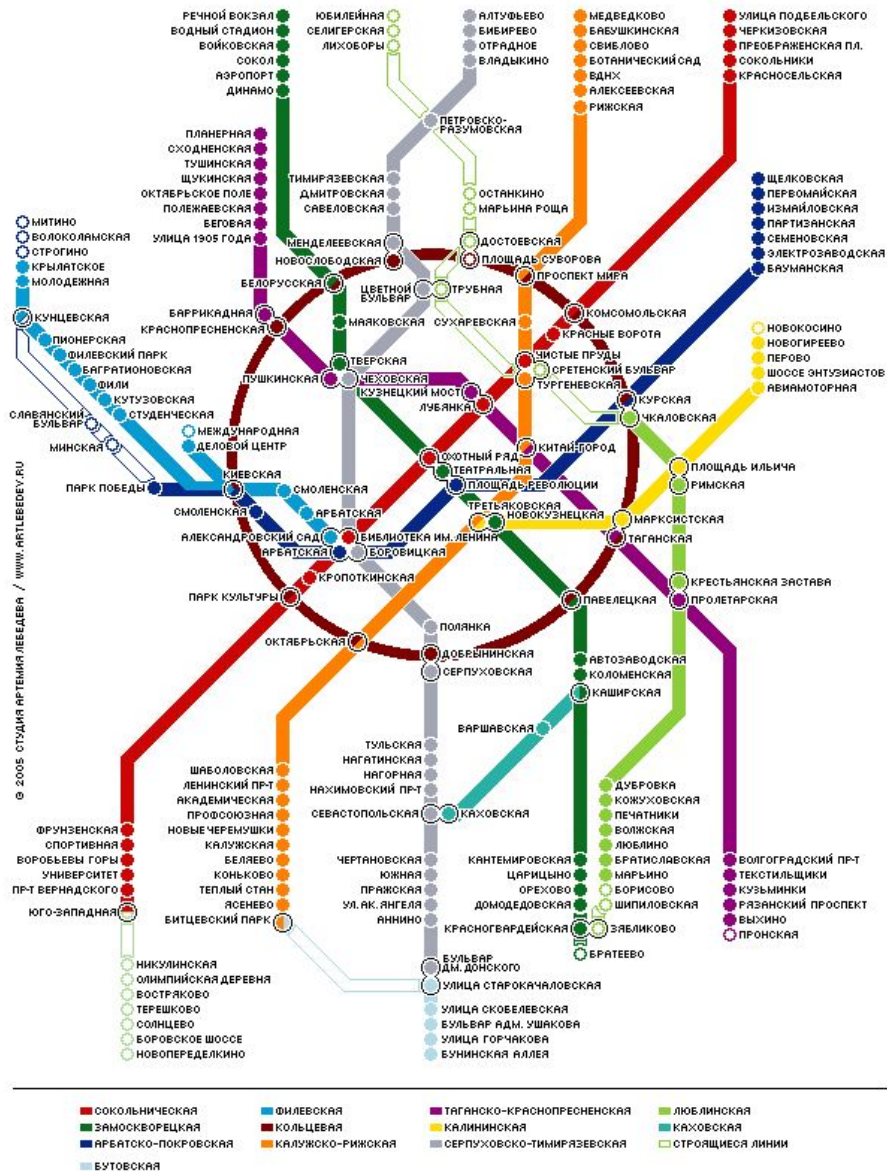 РЕЧНОЙ ВОКЗАЛ
ВОДНЫЙ СТАДИОН
ВОЙКОВСКАЯ
СОКОЛ
АЭРОПОРТ
ДИНАМО
ЮБИЛЕЙНАЯ
СЕЛИГЕРСКАЯ
ЛИХОБОРЫ
АЛТУФЬЕВО
БИБИРЕВО
ОТРАДНОЕ
ВЛАДЫКИНО
МЕДВЕДКОВО
БАБУШКИНСКАЯ
СВИБЛОВО
БОТАНИЧЕСКИЙ САД
ВДНХ
АЛЕКСЕЕВСКАЯ
РИЖСКАЯ
УЛИЦА ПОДБЕЛЬСКОГО
ЧЕРКИЗОВСКАЯ
ПРЕОБРАЖЕНСКАЯ ПЛ.
СОКОЛЬНИКИ
КРАСНОСЕЛЬСКАЯ
ПЕТРОВСКО-
РАЗУМОВСКАЯ
ПЛАНЕРНАЯ
СХОДНЕНСКАЯ
ТУШИНСКАЯ
ЩУКИНСКАЯ
ОКТЯБРЬСКОЕ ПОЛЕ
ПОЛЕЖАЕВСКАЯ
БЕГОВАЯ
УЛИЦА 1905 ГОДА
ТИМИРЯЗЕВСКАЯ
ДМИТРОВСКАЯ
САВЕЛОВСКАЯ
ОСТАНКИНО
МАРЬИНА РОЩА
ЩЕЛКОВСКАЯ
ПЕРВОМАЙСКАЯ
ИЗМАЙЛОВСКАЯ
ПАРТИЗАНСКАЯ
СЕМЕНОВСКАЯ
ЭЛЕКТРОЗАВОДСКАЯ
БАУМАНСКАЯ
МИТИНО
ВОЛОКОЛАМСКАЯ
СТРОГИНО
КРЫЛАТСКОЕ
МОЛОДЕЖНАЯ
КУНЦЕВСКАЯ
МЕНДЕЛЕЕВСКАЯ
НОВОСЛОБОДСКАЯ
ДОСТОЕВСКАЯ
ПЛОЩАДЬ СУВОРОВА
ПРОСПЕКТ МИРА
БЕЛОРУССКАЯ
ЦВЕТНОЙ
БУЛЬВАР
ТРУБНАЯ
БАРРИКАДНАЯ
КРАСНОПРЕСНЕНСКАЯ
МАЯКОВСКАЯ
СУХАРЕВСКАЯ
КОМСОМОЛЬСКАЯ
КРАСНЫЕ ВОРОТА
НОВОКОСИНО
НОВОГИРЕЕВО
ПЕРОВО
ШОССЕ ЭНТУЗИАСТОВ
АВИАМОТОРНАЯ
ПИОНЕРСКАЯ
ФИЛЕВСКИЙ ПАРК
БАГРАТИОНОВСКАЯ
ФИЛИ
КУТУЗОВСКАЯ
СТУДЕНЧЕСКАЯ
ТВЕРСКАЯ
ПУШКИНСКАЯ
ЧЕХОВСКАЯ
КУЗНЕЦКИЙ МОСТ
ЛУБЯНКА
ЧИСТЫЕ ПРУДЫ
СРЕТЕНСКИЙ БУЛЬВАР
ТУРГЕНЕВСКАЯ
КУРСКАЯ
ЧКАЛОВСКАЯ
СЛАВЯНСКИЙ
БУЛЬВАР
МИНСКАЯ
МЕЖДУНАРОДНАЯ
ДЕЛОВОЙ ЦЕНТР
КИТАЙ-ГОРОД
ОХОТНЫЙ РЯД
ТЕАТРАЛЬНАЯ
ПЛОЩАДЬ РЕВОЛЮЦИИ
ПЛОЩАДЬ ИЛЬИЧА
РИМСКАЯ
ПАРК ПОБЕДЫ
КИЕВСКАЯ
СМОЛЕНСКАЯ
СМОЛЕНСКАЯ
АРБАТСКАЯ
ТРЕТЬЯКОВСКАЯ
НОВОКУЗНЕЦКАЯ
МАРКСИСТСКАЯ
ТАГАНСКАЯ
АЛЕКСАНДРОВСКИЙ САД
БИБЛИОТЕКА ИМ. ЛЕНИНА
АРБАТСКАЯ
БОРОВИЦКАЯ
КРОПОТКИНСКАЯ
ПАРК КУЛЬТУРЫ
КРЕСТЬЯНСКАЯ ЗАСТАВА
ПРОЛЕТАРСКАЯ
ПАВЕЛЕЦКАЯ
ПОЛЯНКА
ОКТЯБРЬСКАЯ
ДОБРЫНИНСКАЯ
СЕРПУХОВСКАЯ
АВТОЗАВОДСКАЯ
КОЛОМЕНСКАЯ
КАШИРСКАЯ
ВАРШАВСКАЯ
ТУЛЬСКАЯ
НАГАТИНСКАЯ
НАГОРНАЯ
НАХИМОВСКИЙ ПР-Т
СЕВАСТОПОЛЬСКАЯ
КАХОВСКАЯ
ШАБОЛОВСКАЯ
ЛЕНИНСКИЙ ПР-Т
АКАДЕМИЧЕСКАЯ
ПРОФСОЮЗНАЯ
НОВЫЕ ЧЕРЕМУШКИ
КАЛУЖСКАЯ
БЕЛЯЕВО
КОНЬКОВО
ТЕПЛЫЙ СТАН
ЯСЕНЕВО
БИТЦЕВСКИЙ ПАРК
ФРУНЗЕНСКАЯ
СПОРТИВНАЯ
ВОРОБЬЕВЫ ГОРЫ
УНИВЕРСИТЕТ
ПР-Т ВЕРНАДСКОГО
ЮГО-ЗАПАДНАЯ
ЧЕРТАНОВСКАЯ
ЮЖНАЯ
ПРАЖСКАЯ
УЛ. АК. ЯНГЕЛЯ
АННИНО
БУЛЬВАР
ДМ. ДОНСКОГО
УЛИЦА СТАРОКАЧАЛОВСКАЯ
УЛИЦА СКОБЕЛЕВСКАЯ
БУЛЬВАР АДМ. УШАКОВА
УЛИЦА ГОРЧАКОВА
БУНИНСКАЯ АЛЛЕЯ
КАНТЕМИРОВСКАЯ
ЦАРИЦЫНО
ОРЕХОВО
ДОМОДЕДОВСКАЯ
КРАСНОГВАРДЕЙСКАЯ
БРАТЕЕВО
ДУБРОВКА
КОЖУХОВСКАЯ
ПЕЧАТНИКИ
ВОЛЖСКАЯ
ЛЮБЛИНО
БРАТИСЛАВСКАЯ
МАРЬИНО
БОРИСОВО
ШИПИЛОВСКАЯ
ЗЯБЛИКОВО
ВОЛГОГРАДСКИЙ ПР-Т
ТЕКСТИЛЬЩИКИ
КУЗЬМИНКИ
РЯЗАНСКИЙ ПРОСПЕКТ
ВЫХИНО
ПРОНСКАЯ
НИКУЛИНСКАЯ
ОЛИМПИЙСКАЯ ДЕРЕВНЯ
ВОСТРЯКОВО
ТЕРЕШКОВО
СОЛНЦЕВО
БОРОВСКОЕ ШОССЕ
НОВОПЕРЕДЕЛКИНО
© 2005 СТУДИЯ АРТЕМИЯ ЛЕБЕДЕВА / WWW.ARTLEBEDEV.RU
СОКОЛЬНИЧЕСКАЯ
ФИЛЕВСКАЯ
ТАГАНСКО-КРАСНОПРЕСНЕНСКАЯ
ЛЮБЛИНСКАЯ
ЗАМОСКВОРЕЦКАЯ
КОЛЬЦЕВАЯ
КАЛИНИНСКАЯ
КАХОВСКАЯ
АРБАТСКО-ПОКРОВСКАЯ
КАЛУЖСКО-РИЖСКАЯ
СЕРПУХОВСКО-ТИМИРЯЗЕВСКАЯ
СТРОЯЩИЕСЯ ЛИНИИ
БУТОВСКАЯ